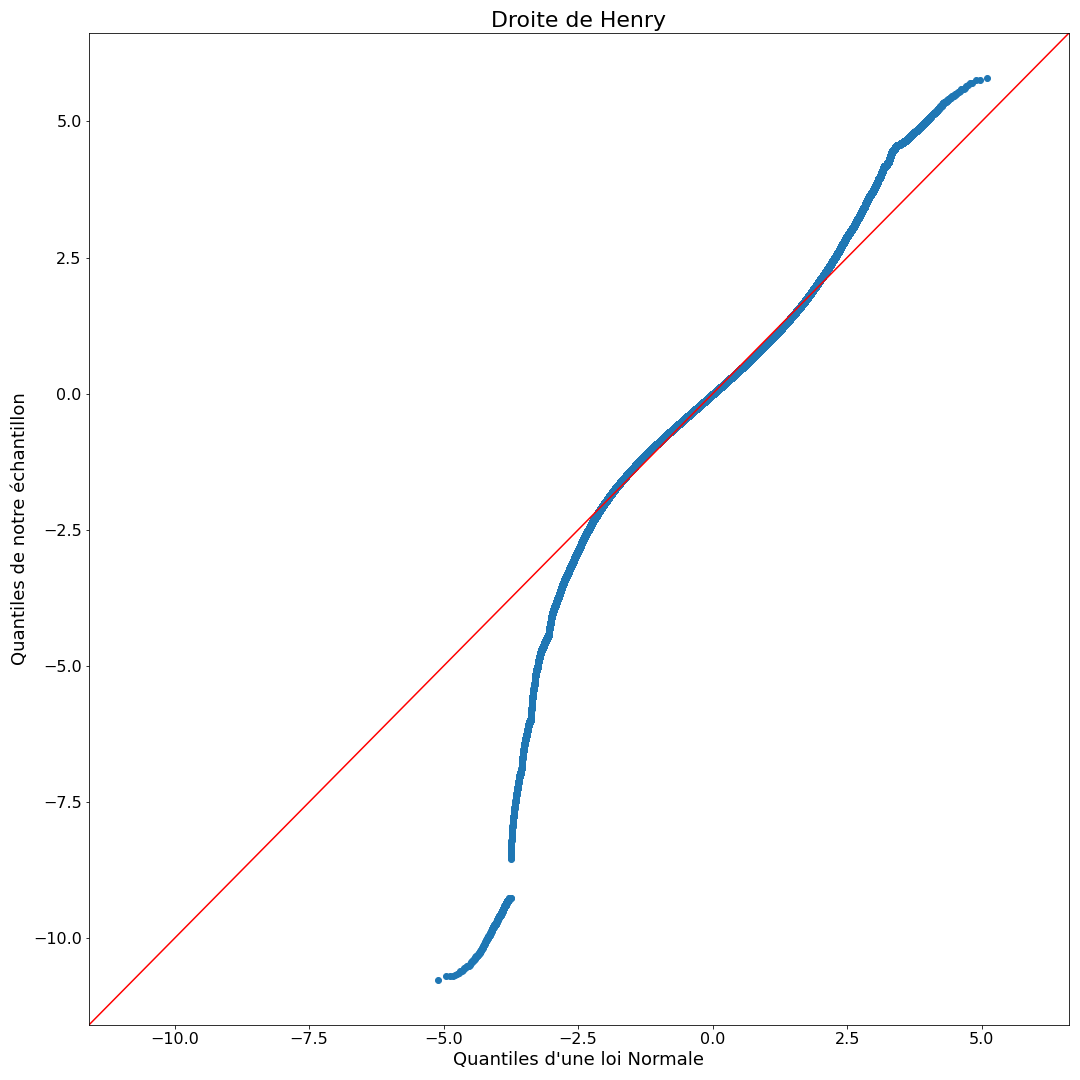 Droite de Henry
5.0
2.5
0.0
−2.5
−5.0
−7.5
−10.0
Quantiles de notre échantillon
−10.0 −7.5 −5.0 −2.5 0.0 2.5 5.0
Quantiles d'une loi Normale